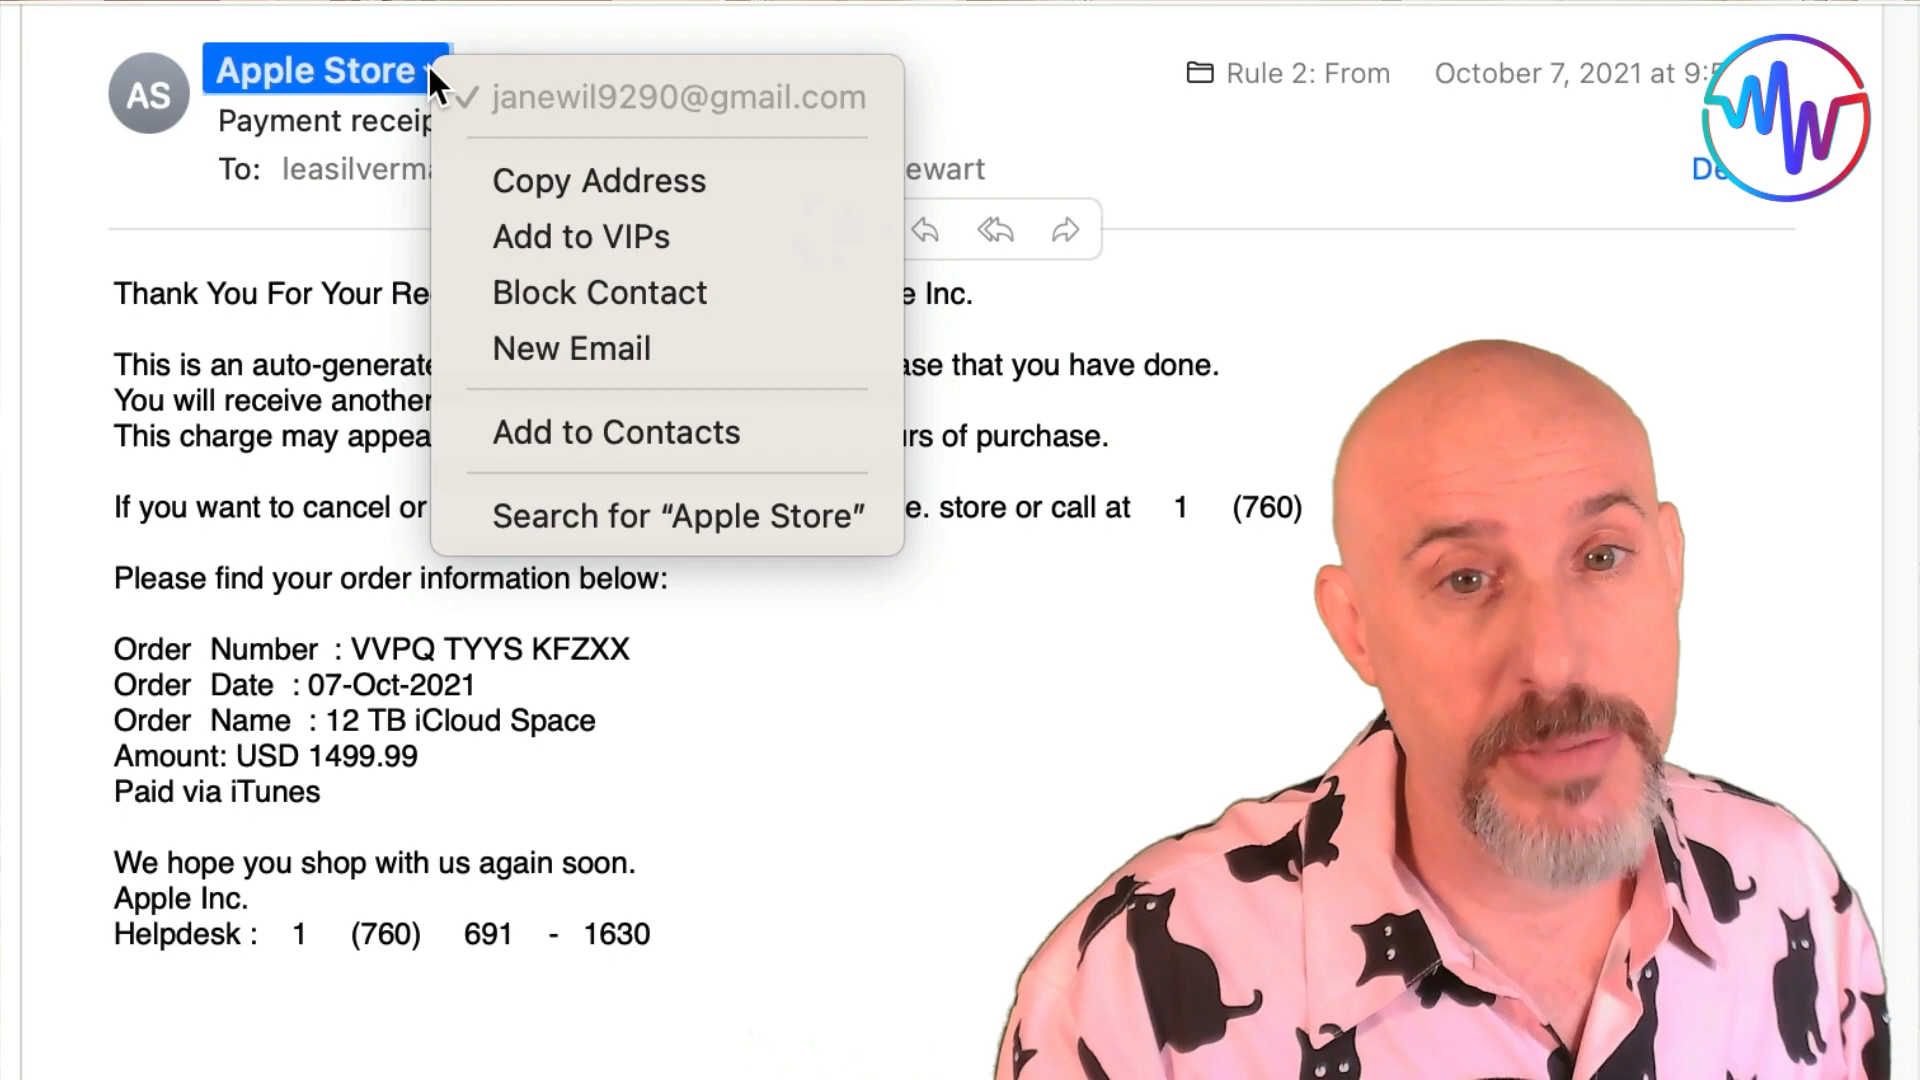 AS
Apple Store
Rule 2: From
October 7, 2021 at 9:5
MW
janewil9290@gmail.com
Payment receip
To: leasilverma
ewart
De
Copy Address
Add to VIPs
Block Contact
New Email
Add to Contacts
Search for “Apple Store”
Thank You For Your Re
e Inc.
This is an auto-generate
ase that you have done.
You will receive another
This charge may appea
urs of purchase.
If you want to cancel or
e. store or call at 1 (760)
Please find your order information below:
Order Number : VVPQ TYYS KFZXX
Order Date : 07-Oct-2021
Order Name : 12 TB iCloud Space
Amount: USD 1499.99
Paid via iTunes
We hope you shop with us again soon.
Apple Inc.
Helpdesk : 1 (760) 691 - 1630